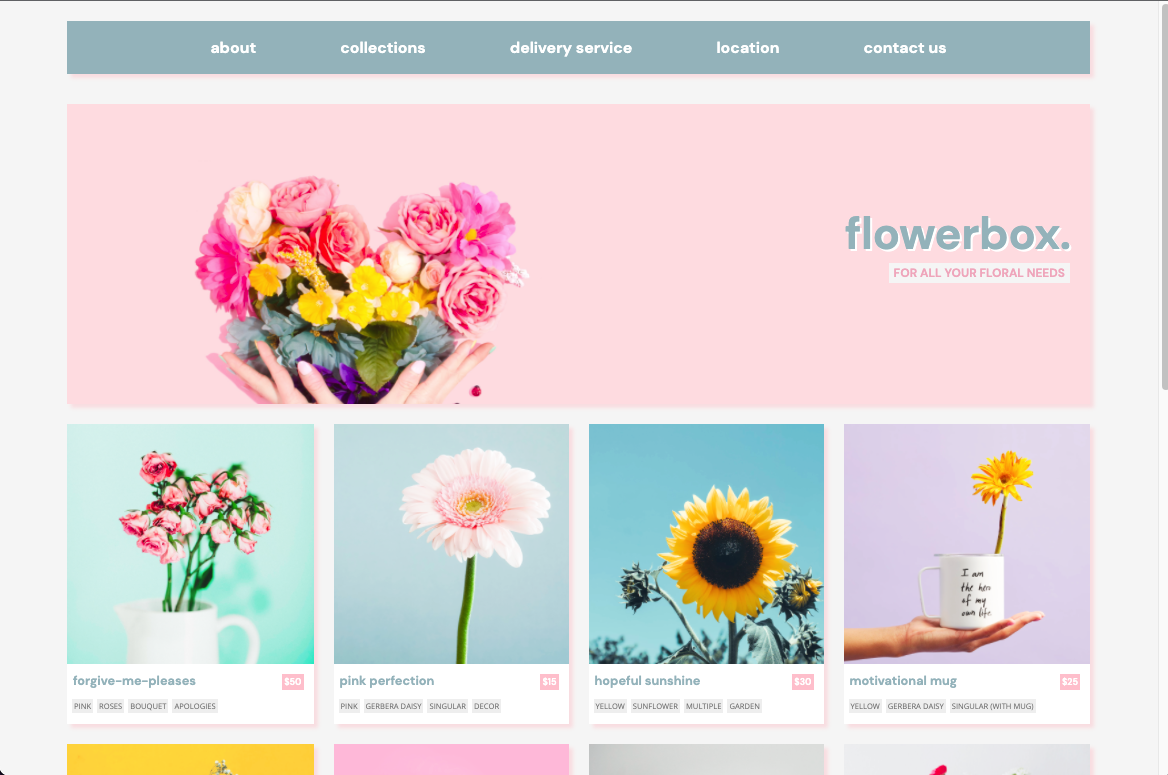 about collections delivery service location contact us
flowerbox.
FOR ALL YOUR FLORAL NEEDS
I am
the hero
of my
own life.
forgive-me-pleases $50
PINK ROSES BOUQUET APOLOGIES
pink perfection $15
PINK GERBERA DAISY SINGULAR DECOR
hopeful sunshine $30
YELLOW SUNFLOWER MULTIPLE GARDEN
motivational mug $25
YELLOW GERBERA DAISY SINGULAR (WITH MUG)